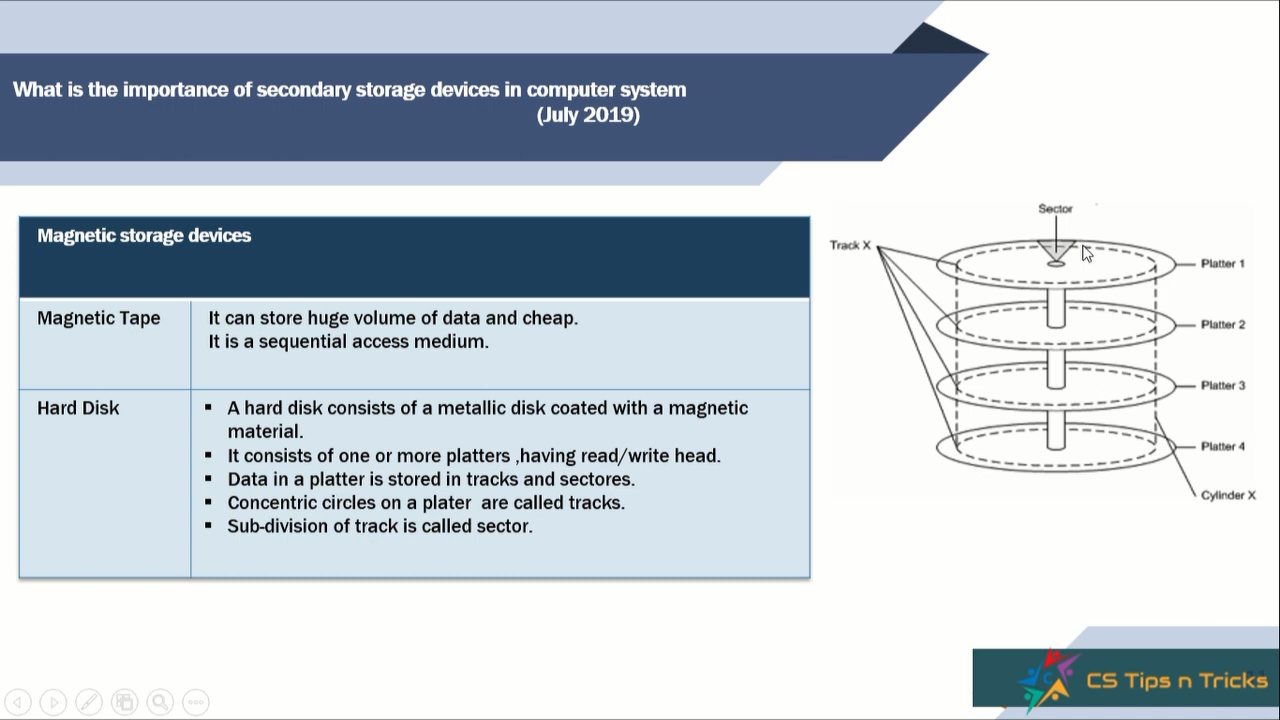 What is the importance of secondary storage devices in computer system
(July 2019)
Magnetic storage devices
Magnetic Tape
It can store huge volume of data and cheap.
It is a sequential access medium.
Hard Disk
▪ A hard disk consists of a metallic disk coated with a magnetic
material.
▪ It consists of one or more platters ,having read/write head.
▪ Data in a platter is stored in tracks and sectores.
▪ Concentric circles on a plater are called tracks.
▪ Sub-division of track is called sector.
Sector
Track X
Platter 1
Platter 2
Platter 3
Platter 4
Cylinder X
CS Tips n Tricks